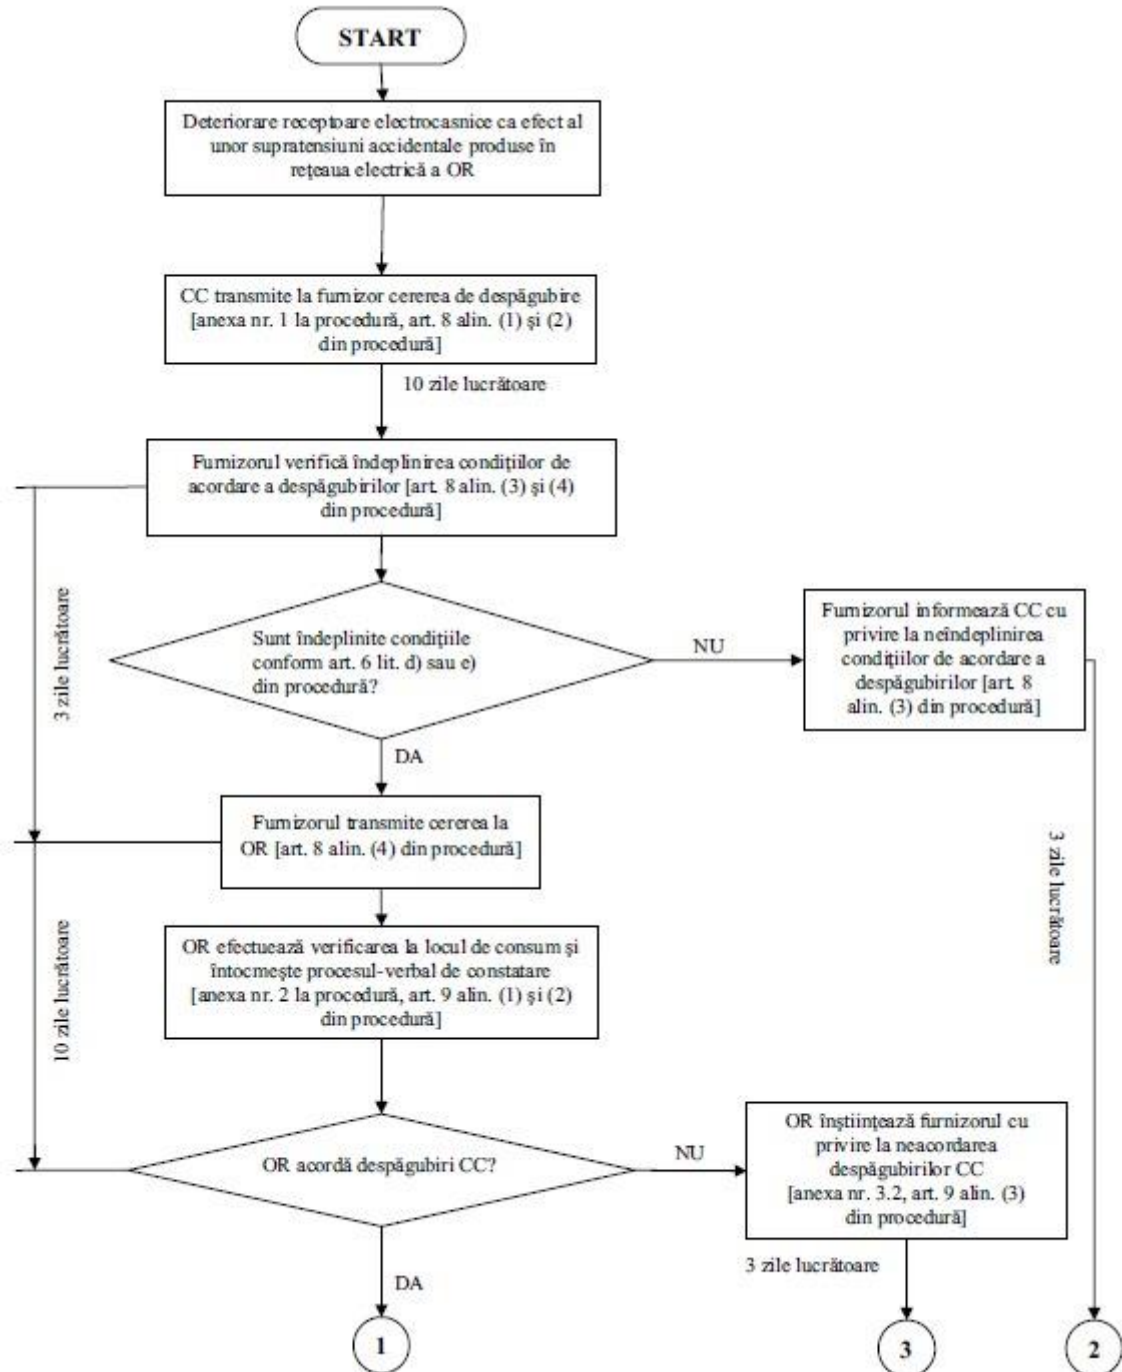 START
Deteriorare receptoare electrocasnice ca efect al
unor supratensiuni accidentale produse în
rețeaua electrică a OR
CC transmite la furnizor cererea de despăgubire
[anexa nr. 1 la procedură, art. 8 alin. (1) și (2)
din procedură]
10 zile lucrătoare
Furnizorul verifică îndeplinirea condițiilor de
acordare a despăgubirilor [art. 8 alin. (3) și (4)
din procedură]
3 zile lucrătoare
Sunt îndeplinite condițiile
conform art. 6 lit. d) sau e)
din procedură?
NU
Furnizorul informează CC cu
privire la neîndeplinirea
condițiilor de acordare a
despăgubirilor [art. 8
alin. (3) din procedură]
DA
Furnizorul transmite cererea la
OR [art. 8 alin. (4) din procedură]
3 zile lucrătoare
OR efectuează verificarea la locul de consum și
întocmește procesul-verbal de constatare
[anexa nr. 2 la procedură, art. 9 alin. (1) și (2)
din procedură]
10 zile lucrătoare
OR acordă despăgubiri CC?
NU
OR înștiințează furnizorul cu
privire la neacordarea
despăgubirilor CC
[anexa nr. 3.2, art. 9 alin. (3)
din procedură]
3 zile lucrătoare
DA
1
3
2